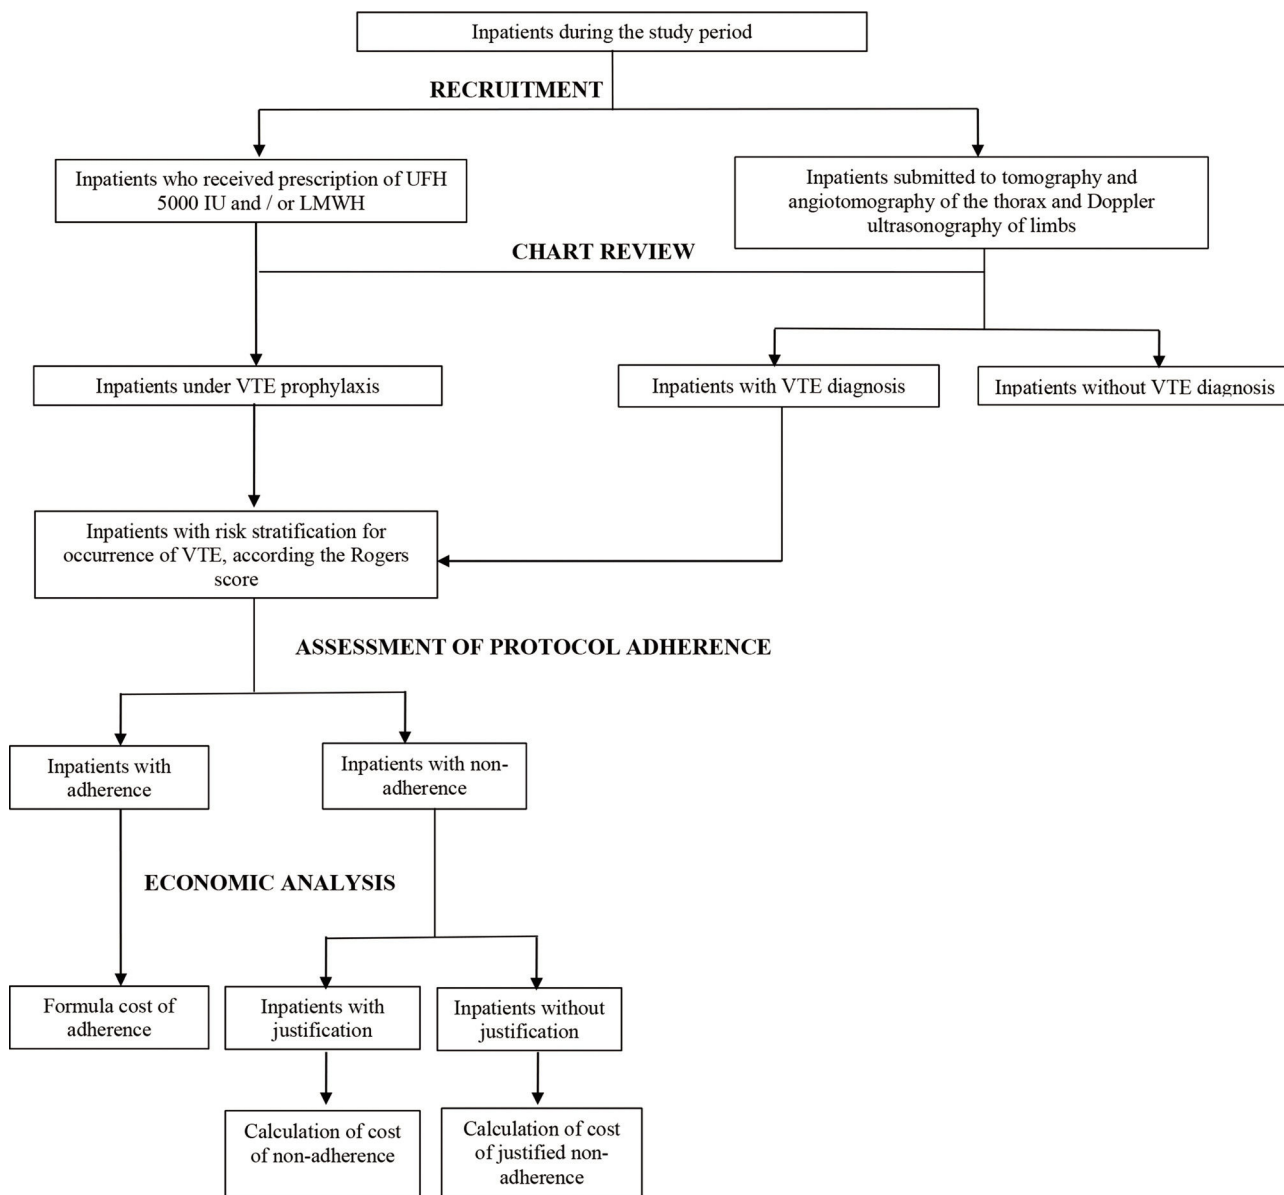 Inpatients during the study period
RECRUITMENT
Inpatients who received prescription of UFH
5000 IU and / or LMWH
Inpatients submitted to tomography and
angiotomography of the thorax and Doppler
ultrasonography of limbs
CHART REVIEW
Inpatients under VTE prophylaxis
Inpatients with VTE diagnosis
Inpatients without VTE diagnosis
Inpatients with risk stratification for
occurrence of VTE, according the Rogers
score
ASSESSMENT OF PROTOCOL ADHERENCE
Inpatients with
adherence
Inpatients with non-
adherence
ECONOMIC ANALYSIS
Formula cost of
adherence
Inpatients with
justification
Inpatients without
justification
Calculation of cost
of non-adherence
Calculation of cost
of justified non-
adherence